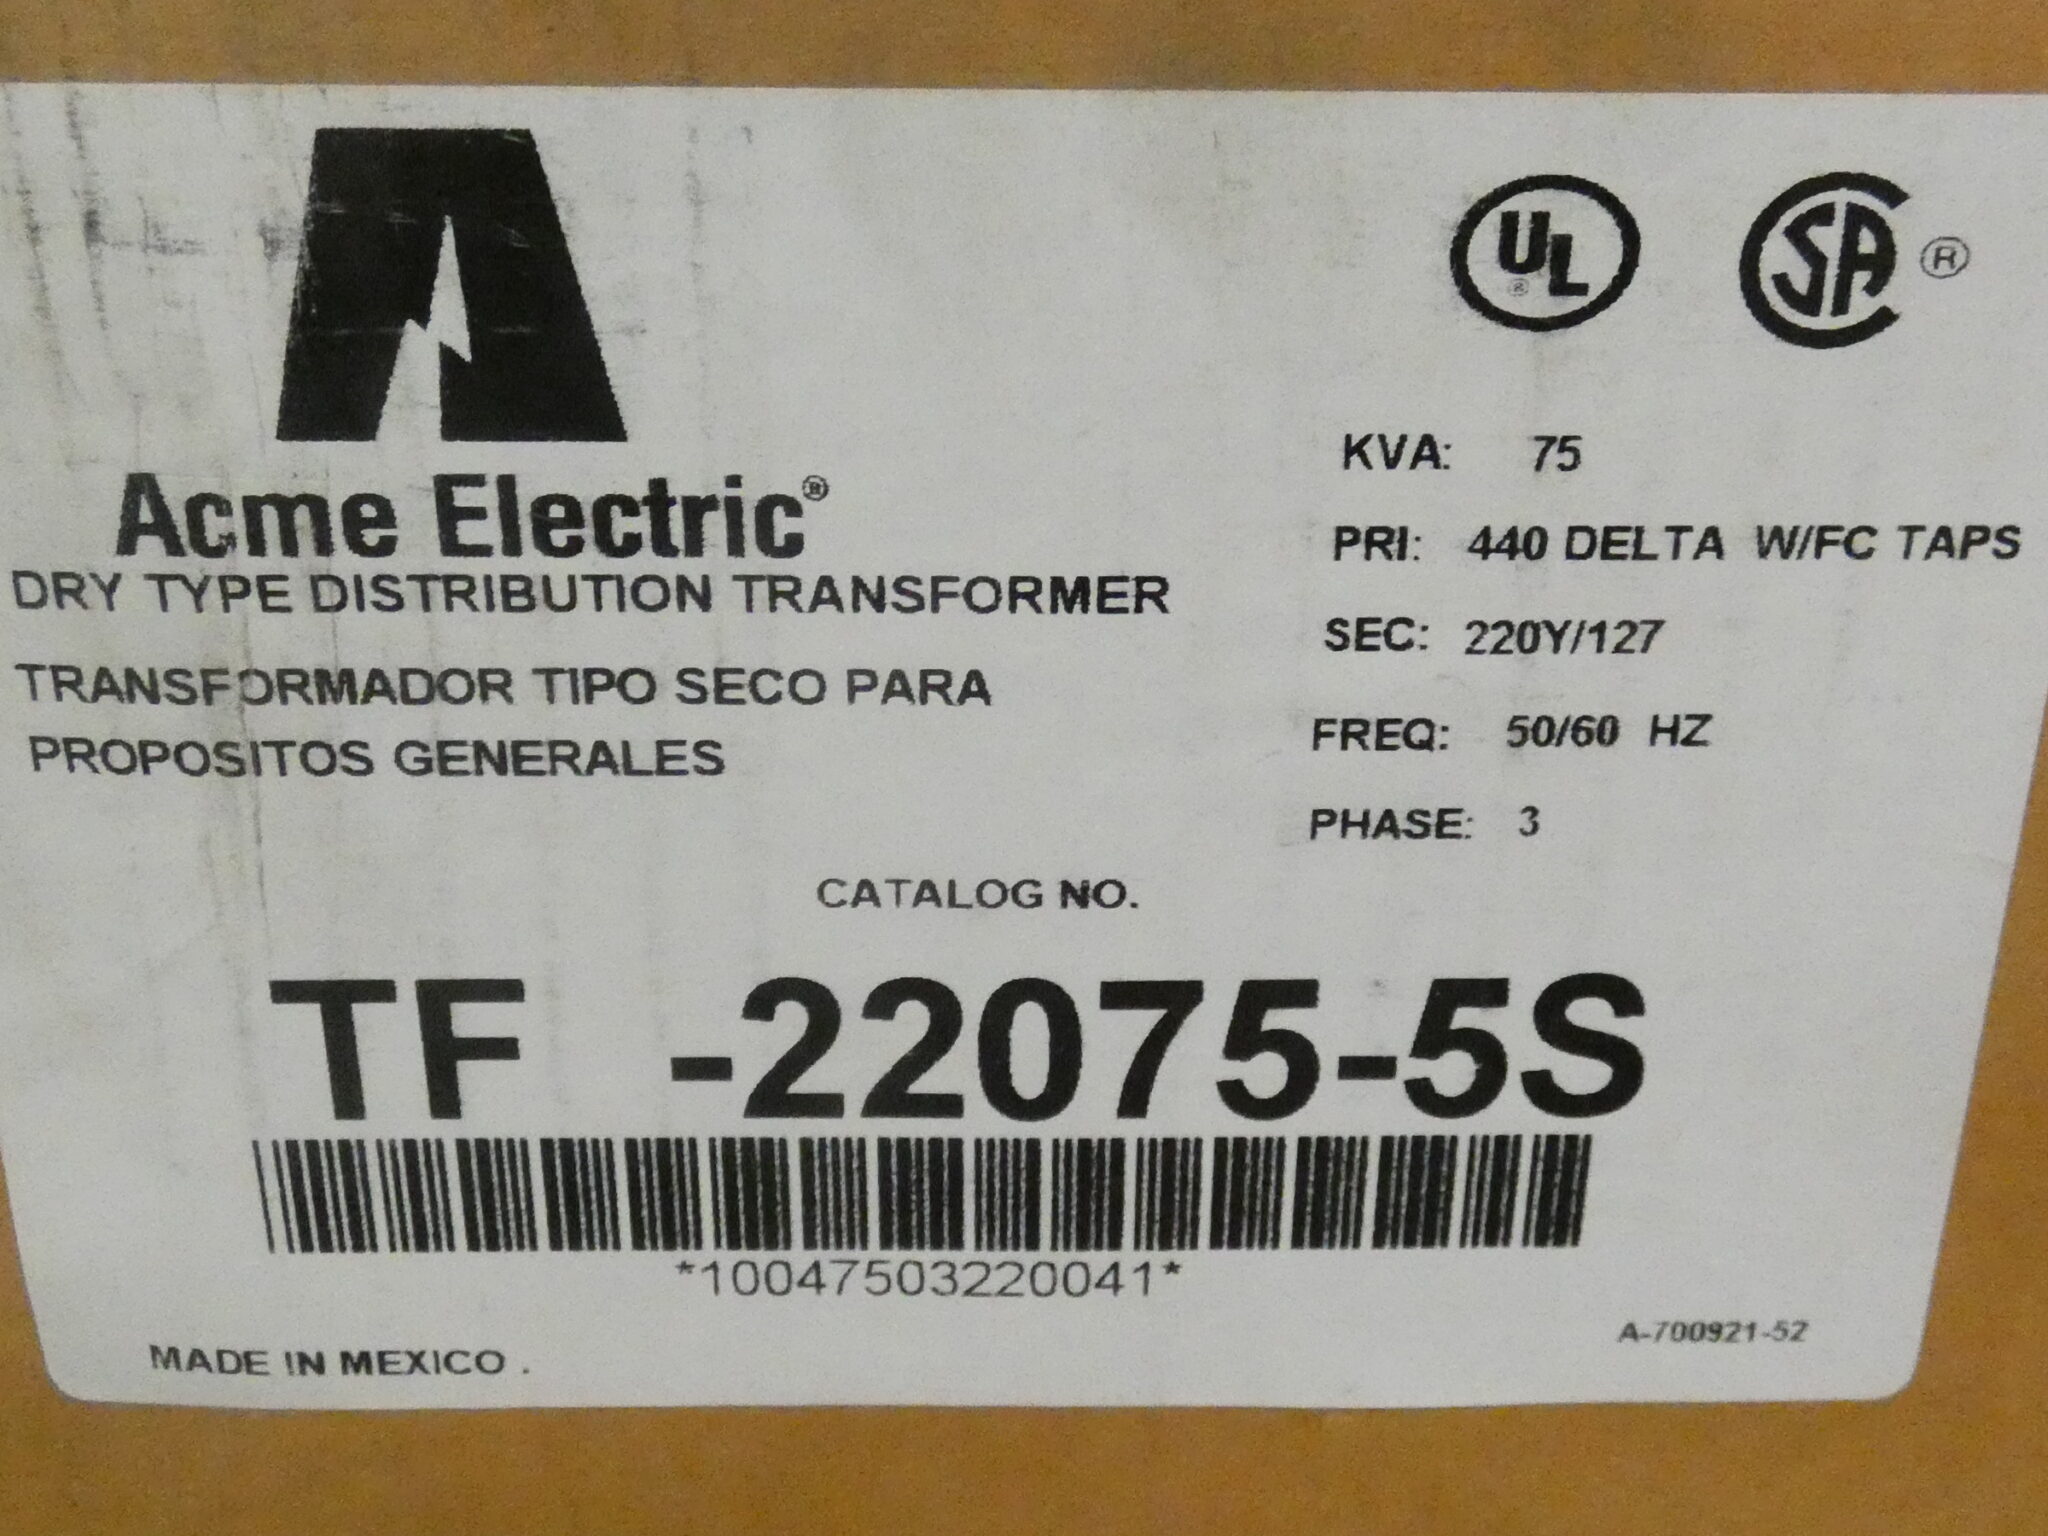 Acme Electric®
DRY TYPE DISTRIBUTION TRANSFORMER
TRANSFORMADOR TIPO SECO PARA
PROPOSITOS GENERALES
UL ®
CSA ®
KVA: 75
PRI: 440 DELTA W/FC TAPS
SEC: 220Y/127
FREQ: 50/60 HZ
PHASE: 3
CATALOG NO.
TF -22075-5S
*10047503220041*
MADE IN MEXICO .
A-700921-52